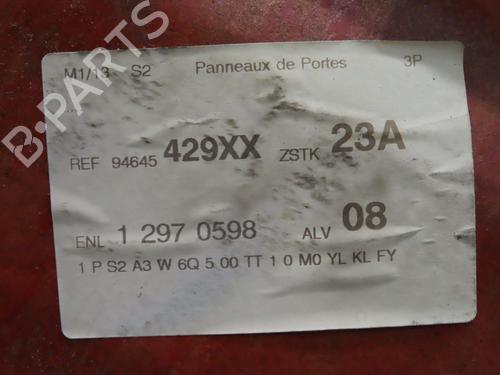 M1/13 S2 Panneaux de Portes 3P
REF 94645 429XX ZSTK 23A
ENL 1 297 0598 ALV 08
1 P S2 A3 W 6Q 5 00 TT 1 0 M0 YL KL FY
B-PARTS